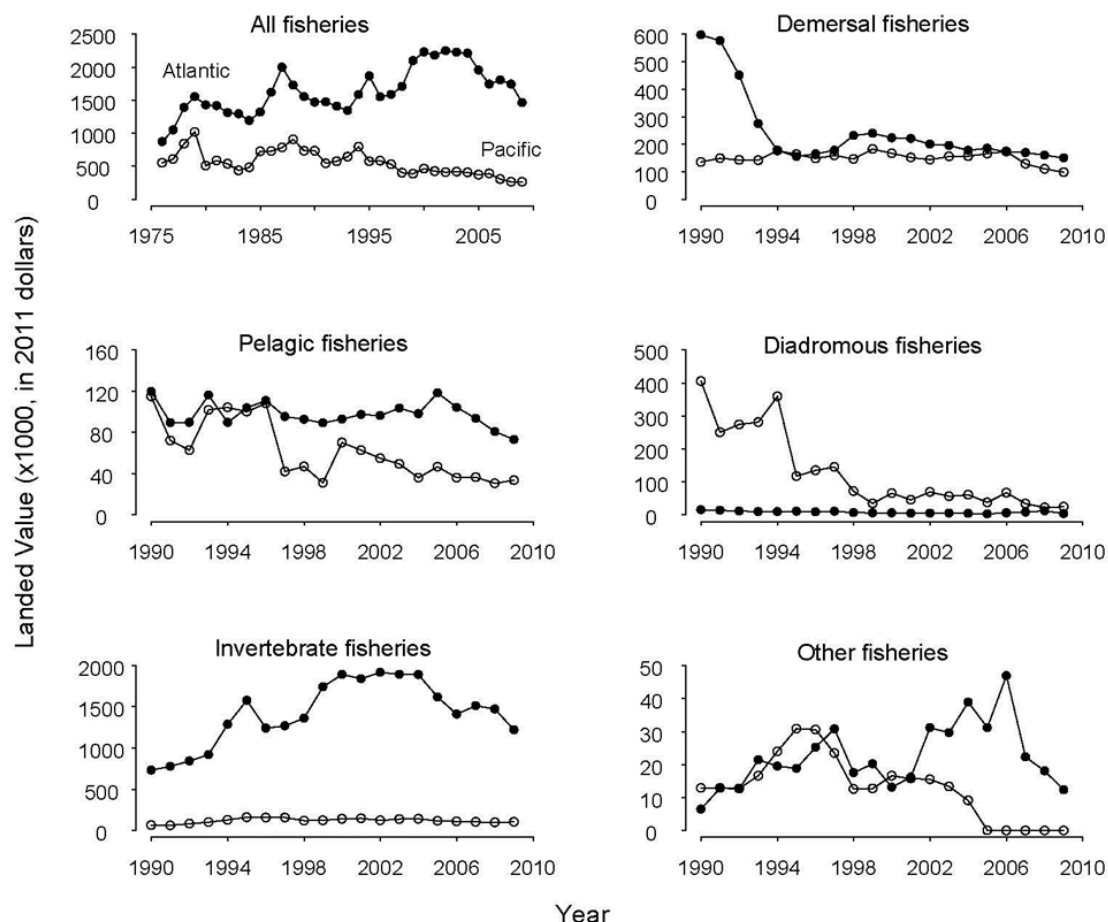 All fisheries
2500
2000
1500
1000
500
0
Atlantic
Pacific
1975 1985 1995 2005
Demersal fisheries
600
500
400
300
200
100
0
1990 1994 1998 2002 2006 2010
Landed Value (x1000, in 2011 dollars)
Pelagic fisheries
160
120
80
40
0
1990 1994 1998 2002 2006 2010
Diadromous fisheries
500
400
300
200
100
0
1990 1994 1998 2002 2006 2010
Invertebrate fisheries
2000
1500
1000
500
0
1990 1994 1998 2002 2006 2010
Other fisheries
50
40
30
20
10
0
1990 1994 1998 2002 2006 2010
Year